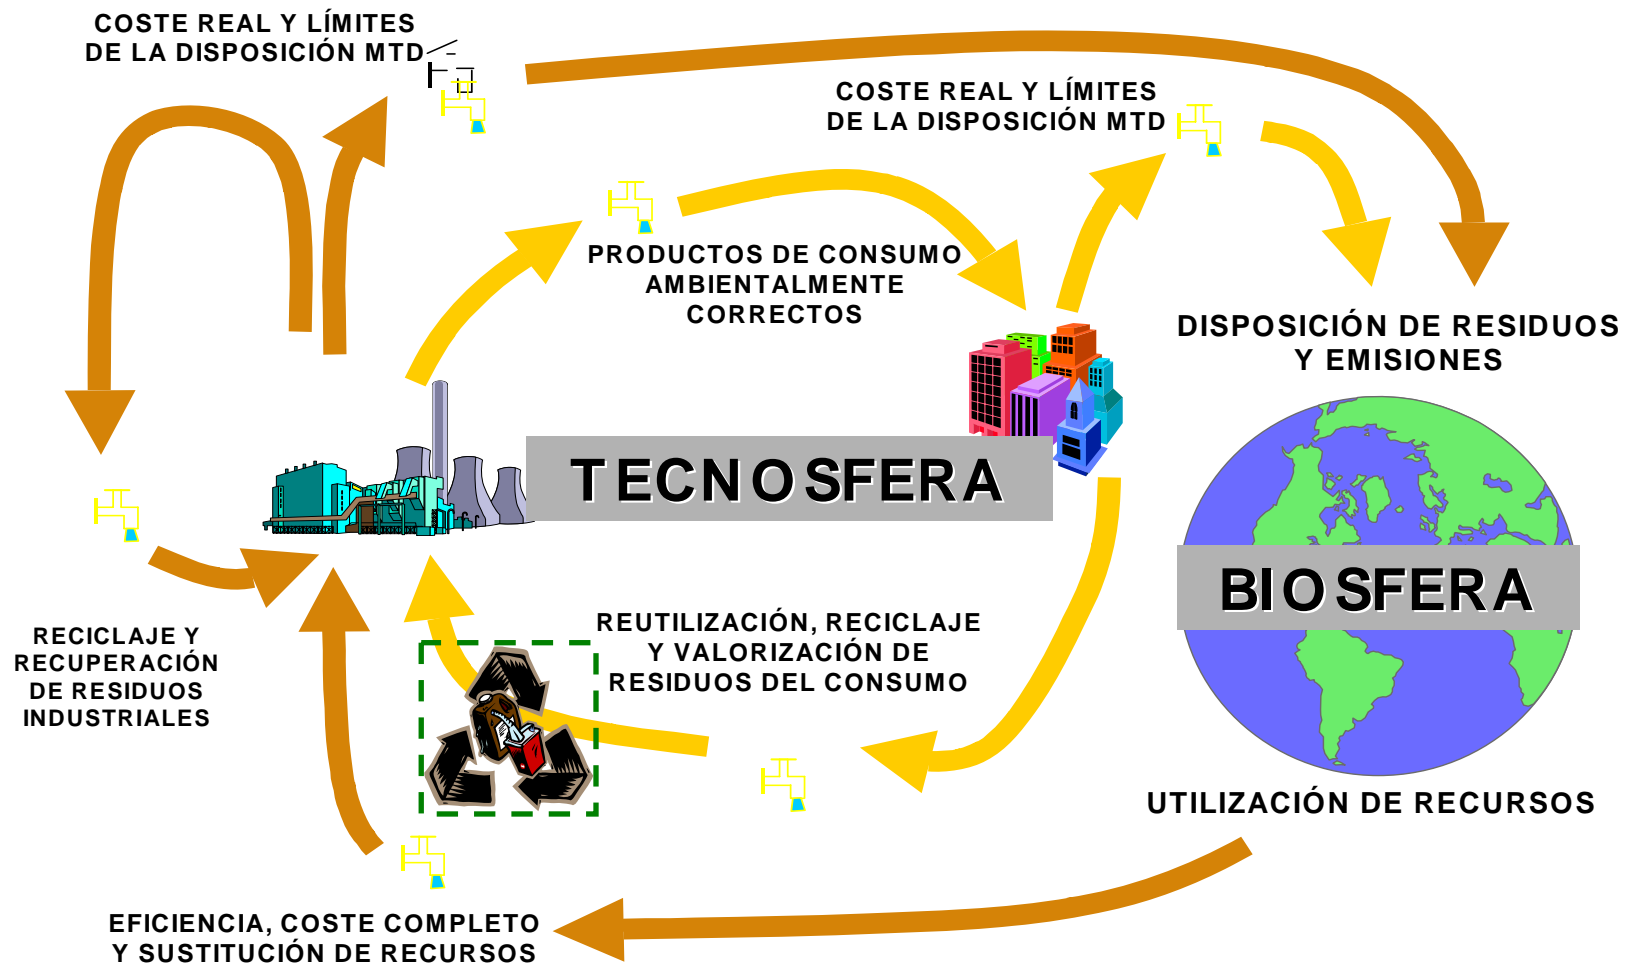 COSTE REAL Y LÍMITES
DE LA DISPOSICIÓN MTD
COSTE REAL Y LÍMITES
DE LA DISPOSICIÓN MTD
PRODUCTOS DE CONSUMO
AMBIENTALMENTE
CORRECTOS
DISPOSICIÓN DE RESIDUOS
Y EMISIONES
TECNOSFERA
BIOSFERA
RECICLAJE Y
RECUPERACIÓN
DE RESIDUOS
INDUSTRIALES
REUTILIZACIÓN, RECICLAJE
Y VALORIZACIÓN DE
RESIDUOS DEL CONSUMO
UTILIZACIÓN DE RECURSOS
EFICIENCIA, COSTE COMPLETO
Y SUSTITUCIÓN DE RECURSOS